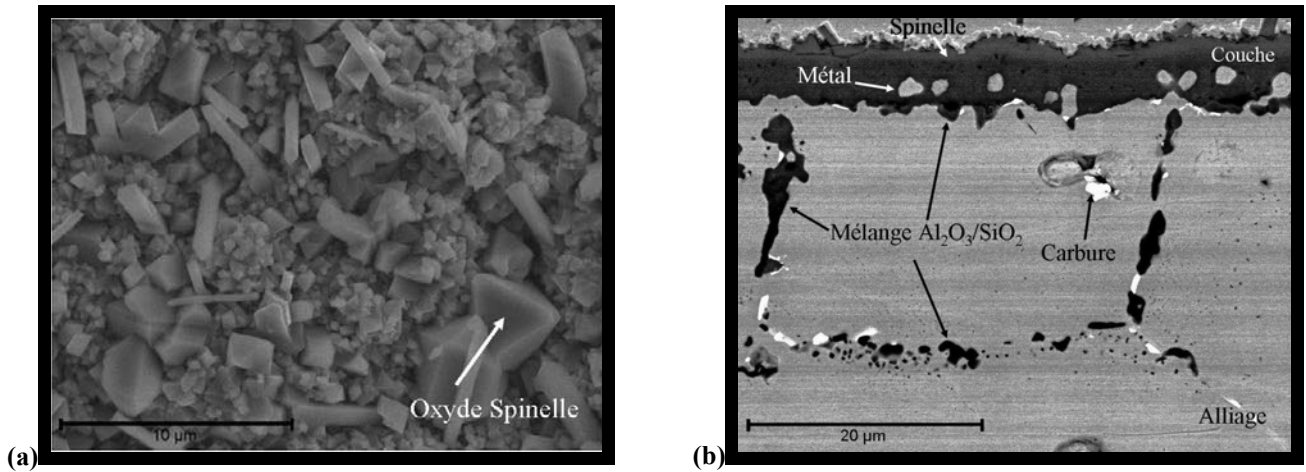 Oxyde Spinelle
10 µm
(a)
Spinelle
Couche
Métal
Mélange Al₂O₃/SiO₂
Carbure
Alliage
20 µm
(b)